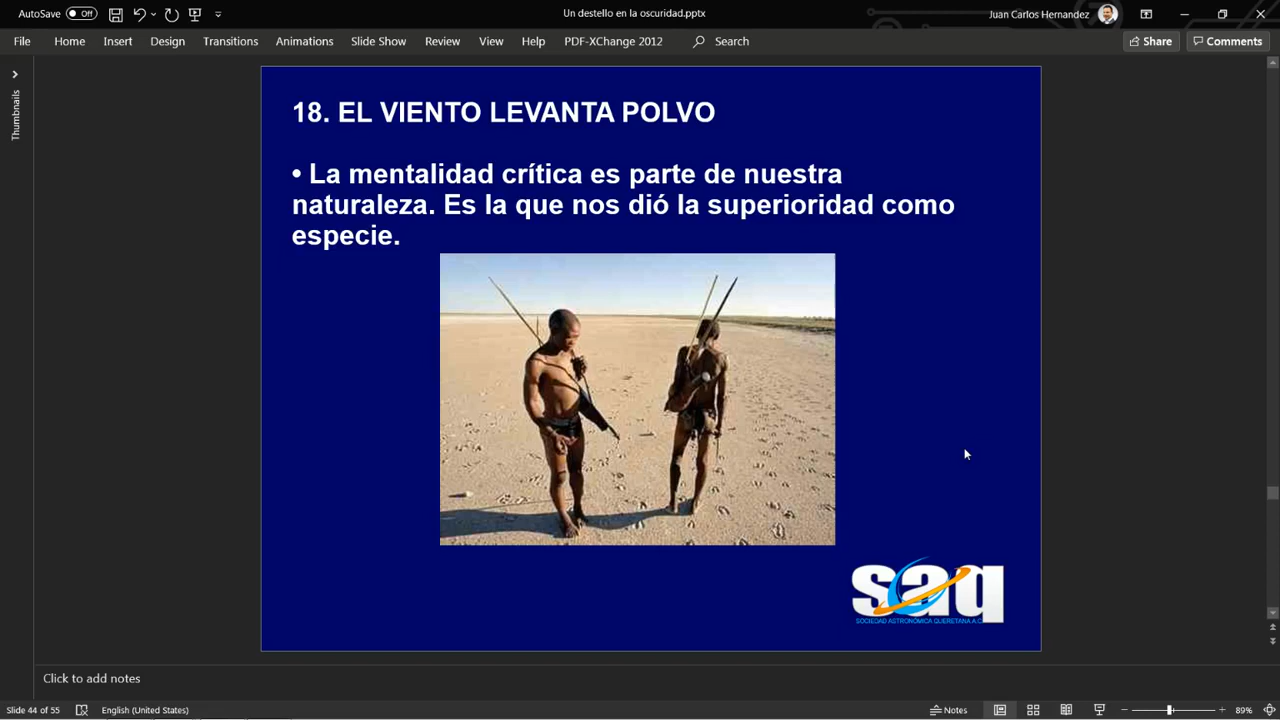 AutoSave Off
Un destello en la oscuridad.pptx
Juan Carlos Hernandez
File Home Insert Design Transitions Animations Slide Show Review View Help PDF-XChange 2012 Search Share Comments
Thumbnails
18. EL VIENTO LEVANTA POLVO
• La mentalidad crítica es parte de nuestra
naturaleza. Es la que nos dió la superioridad como
especie.
saq
SOCIEDAD ASTRONÓMICA QUERETANA A.C.
Click to add notes
Slide 44 of 55 English (United States) Notes 89%